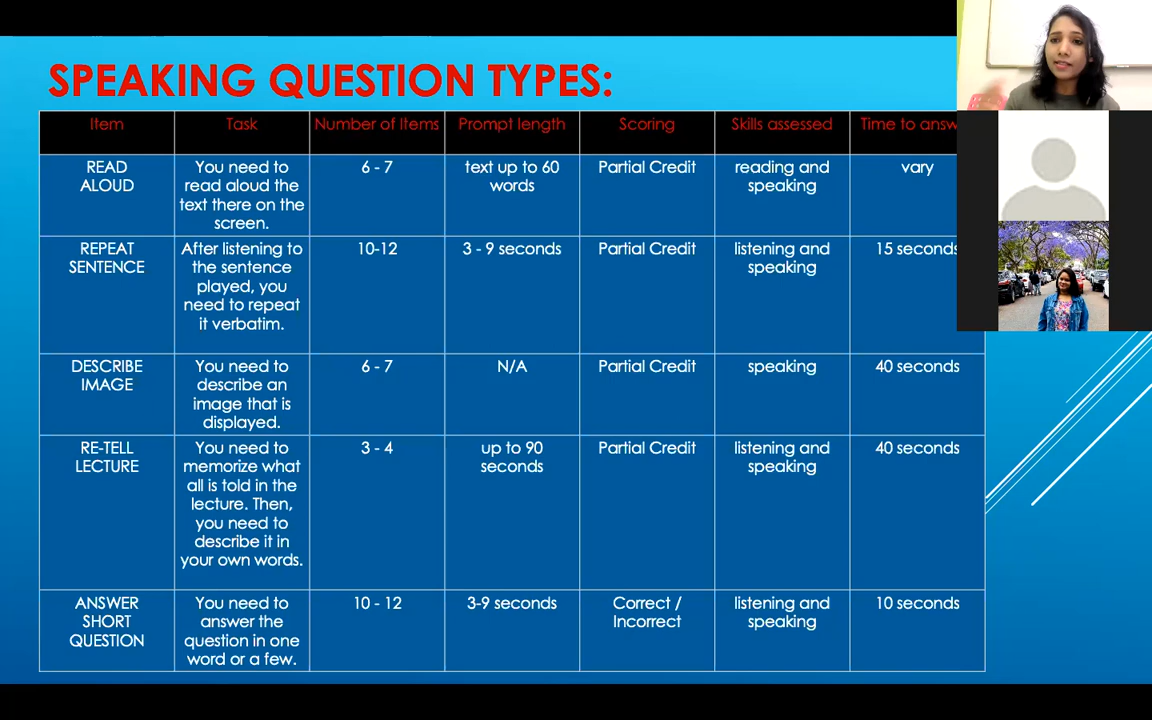 SPEAKING QUESTION TYPES:
Item
Task
Number of Items
Prompt length
Scoring
Skills assessed
Time to answ
READ
ALOUD
You need to
read aloud the
text there on the
screen.
6 - 7
text up to 60
words
Partial Credit
reading and
speaking
vary
REPEAT
SENTENCE
After listening to
the sentence
played, you
need to repeat
it verbatim.
10-12
3 - 9 seconds
Partial Credit
listening and
speaking
15 seconds
DESCRIBE
IMAGE
You need to
describe an
image that is
displayed.
6 - 7
N/A
Partial Credit
speaking
40 seconds
RE-TELL
LECTURE
You need to
memorize what
all is told in the
lecture. Then,
you need to
describe it in
your own words.
3 - 4
up to 90
seconds
Partial Credit
listening and
speaking
40 seconds
ANSWER
SHORT
QUESTION
You need to
answer the
question in one
word or a few.
10 - 12
3-9 seconds
Correct /
Incorrect
listening and
speaking
10 seconds